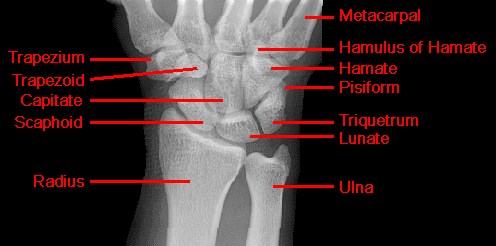 Metacarpal
Trapezium
Hamulus of Hamate
Trapezoid
Hamate
Capitate
Pisiform
Scaphoid
Triquetrum
Lunate
Radius
Ulna